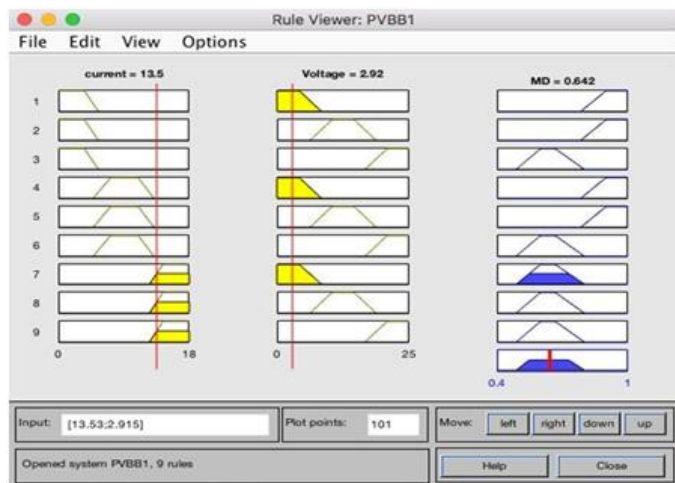 Rule Viewer: PVBB1
File Edit View Options
current = 13.5 Voltage = 2.92 MD = 0.642
1
2
3
4
5
6
7
8
9
0 18 0 25
0.4 1
Input: [13.53;2.915] Plot points: 101 Move: left right down up
Opened system PVBB1, 9 rules Help Close